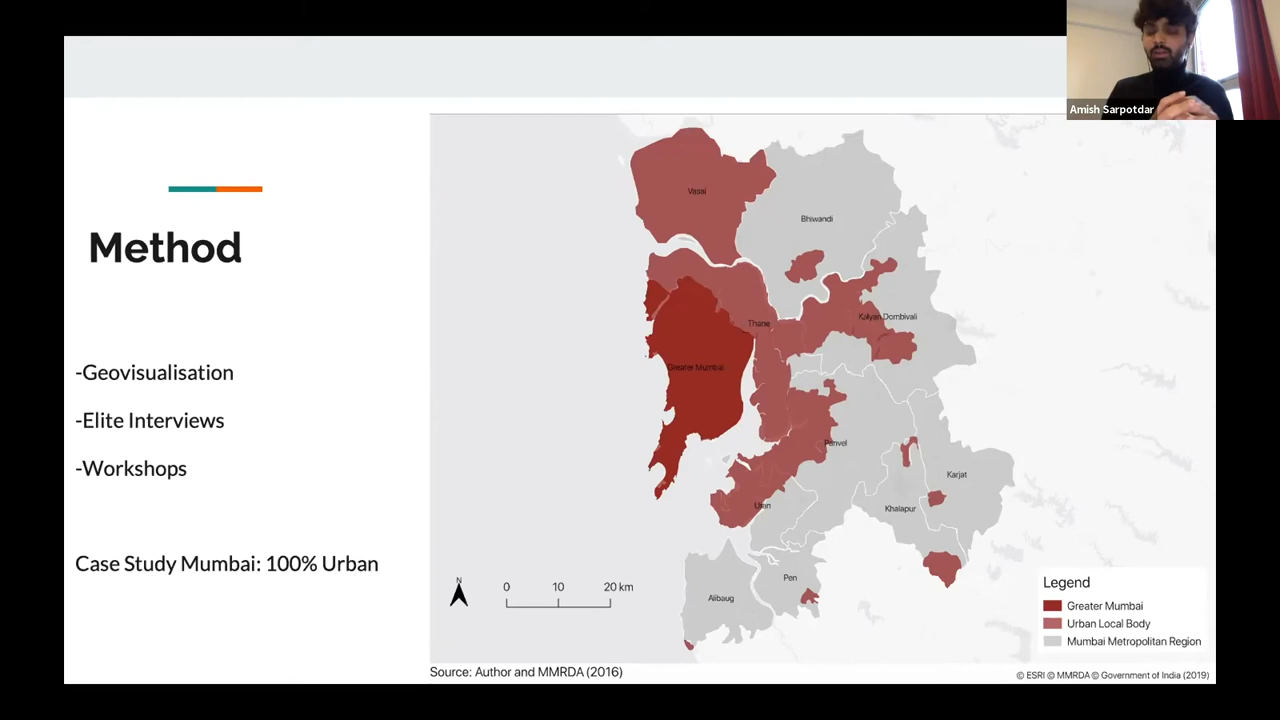 Amish Sarpotdar
Method
-Geovisualisation
-Elite Interviews
-Workshops
Case Study Mumbai: 100% Urban
Vasai
Bhiwandi
Thane
Kalyan Dombivali
Greater Mumbai
Panvel
Karjat
Uran
Khalapur
Pen
Alibaug
N
0 10 20 km
Legend
Greater Mumbai
Urban Local Body
Mumbai Metropolitan Region
Source: Author and MMRDA (2016)
© ESRI © MMRDA © Government of India (2019)